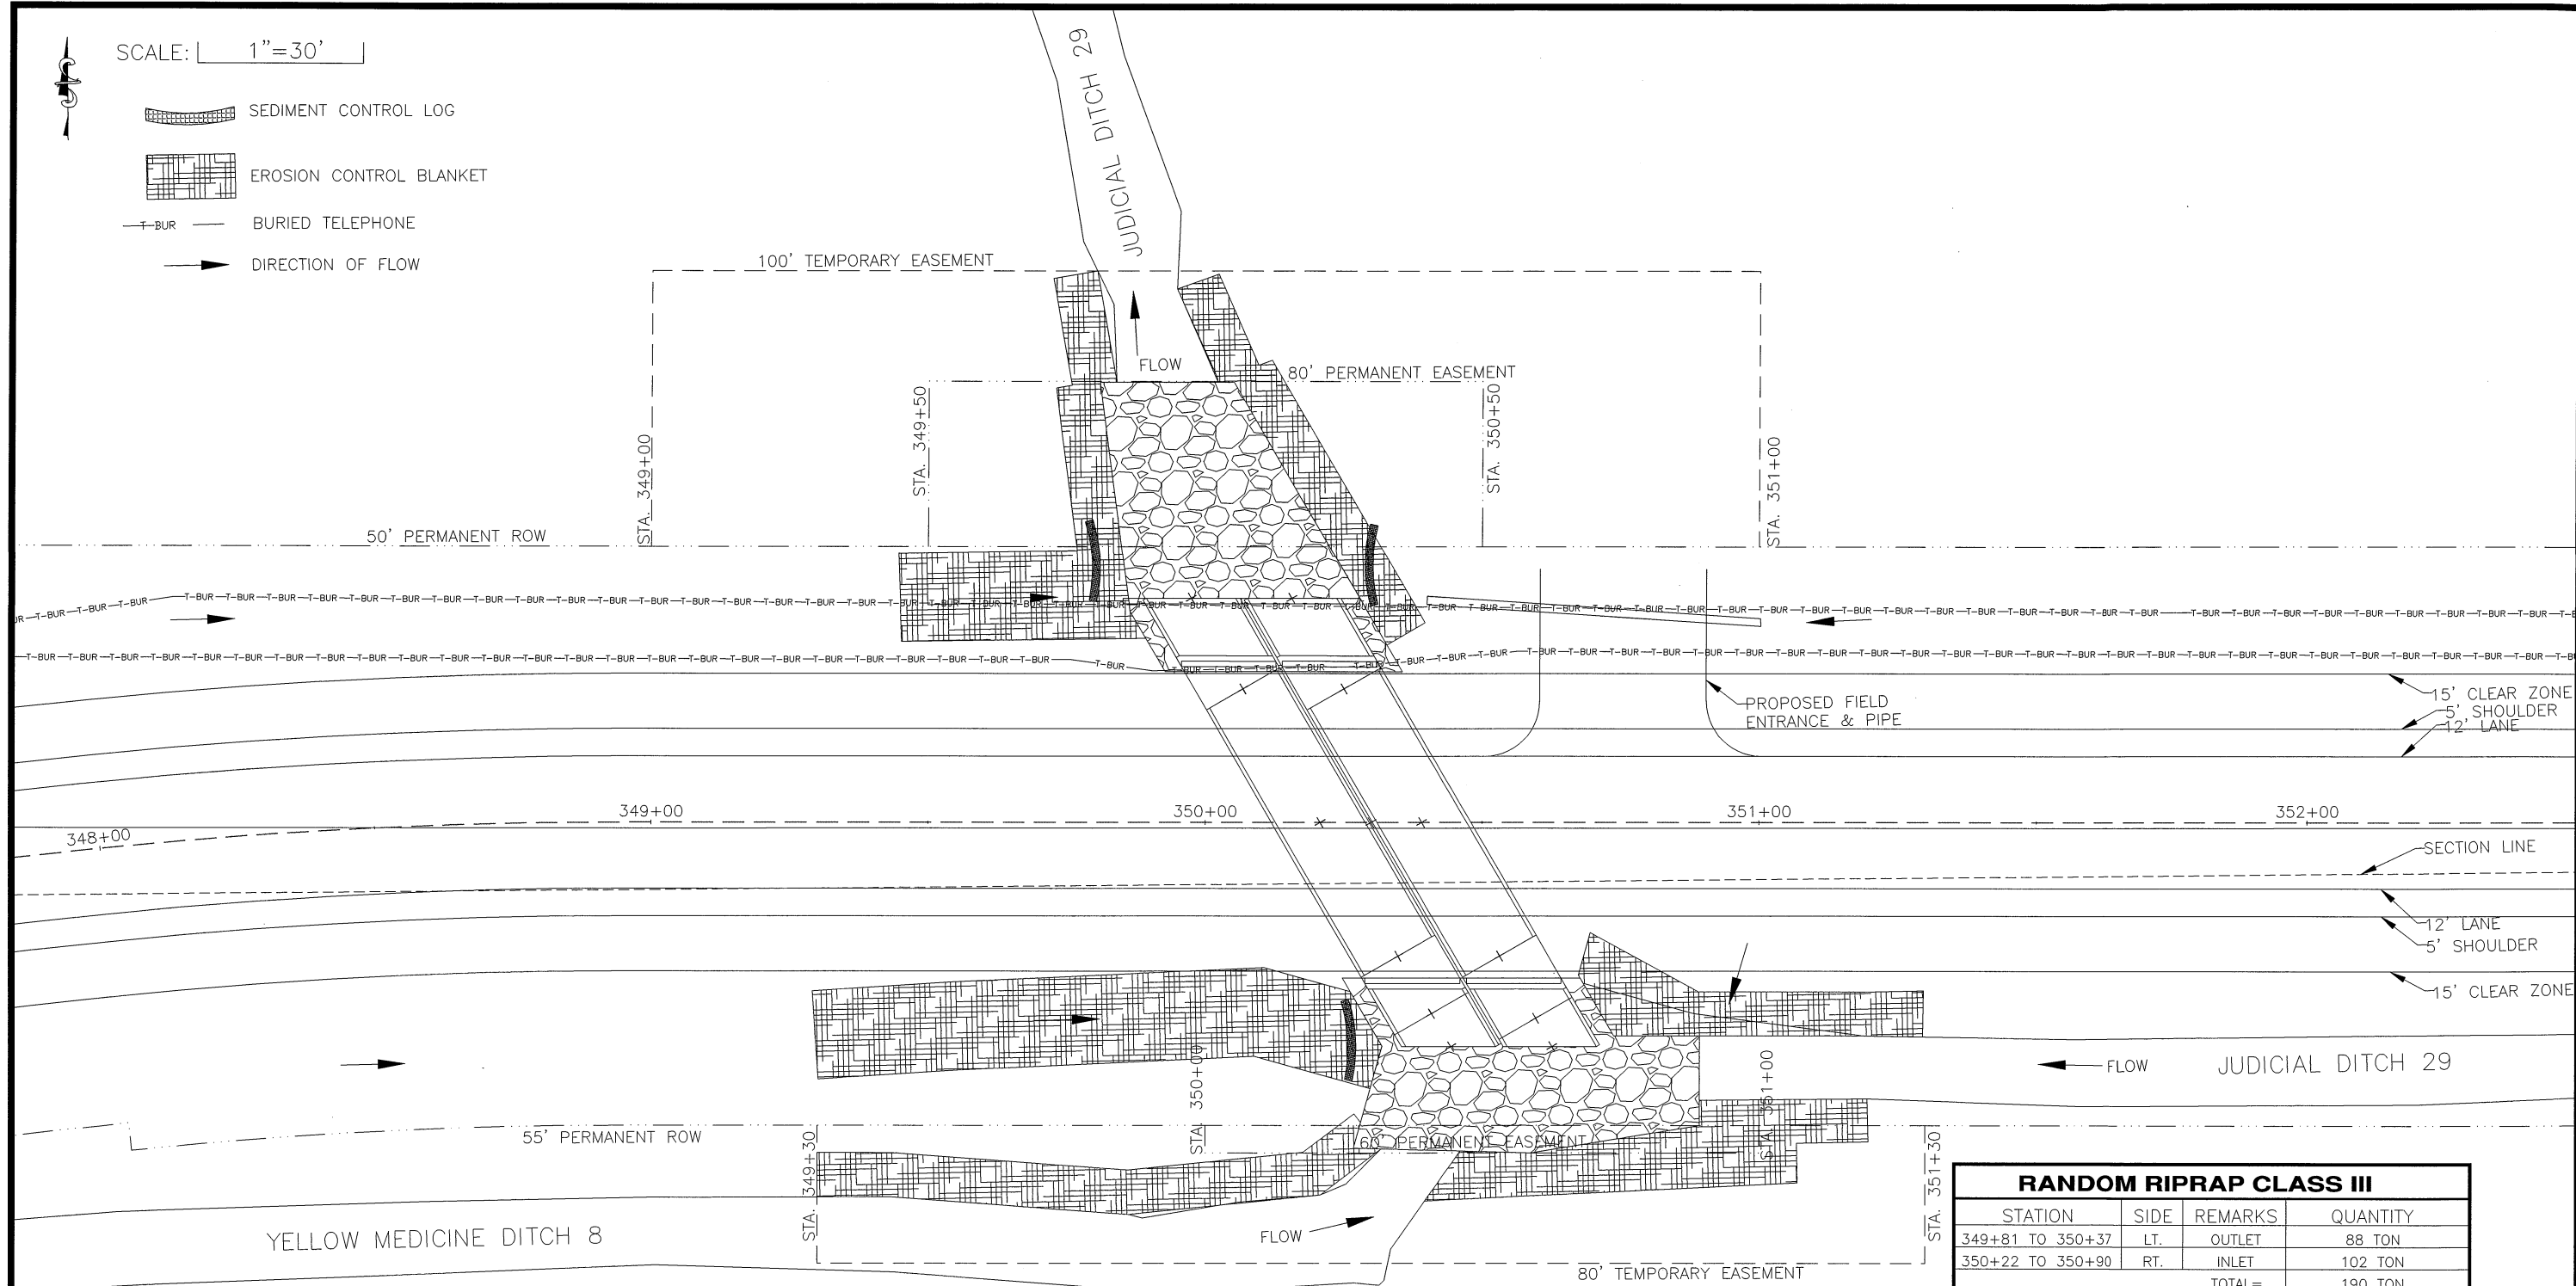 SCALE: 1"=30'
SEDIMENT CONTROL LOG
EROSION CONTROL BLANKET
T-BUR BURIED TELEPHONE
DIRECTION OF FLOW
JUDICIAL DITCH 29
100' TEMPORARY EASEMENT
FLOW
80' PERMANENT EASEMENT
STA. 349+00
STA. 349+50
STA. 350+50
STA. 351+00
50' PERMANENT ROW
T-BUR T-BUR T-BUR T-BUR
15' CLEAR ZONE
5' SHOULDER
12' LANE
PROPOSED FIELD
ENTRANCE & PIPE
348+00
349+00
350+00
351+00
352+00
SECTION LINE
12' LANE
5' SHOULDER
15' CLEAR ZONE
FLOW
JUDICIAL DITCH 29
STA. 350+00
STA. 351+00
55' PERMANENT ROW
60' PERMANENT EASEMENT
STA. 349+30
STA. 351+30
YELLOW MEDICINE DITCH 8
FLOW
80' TEMPORARY EASEMENT
RANDOM RIPRAP CLASS III
STATION SIDE REMARKS QUANTITY
349+81 TO 350+37 LT. OUTLET 88 TON
350+22 TO 350+90 RT. INLET 102 TON
TOTAL= 190 TON